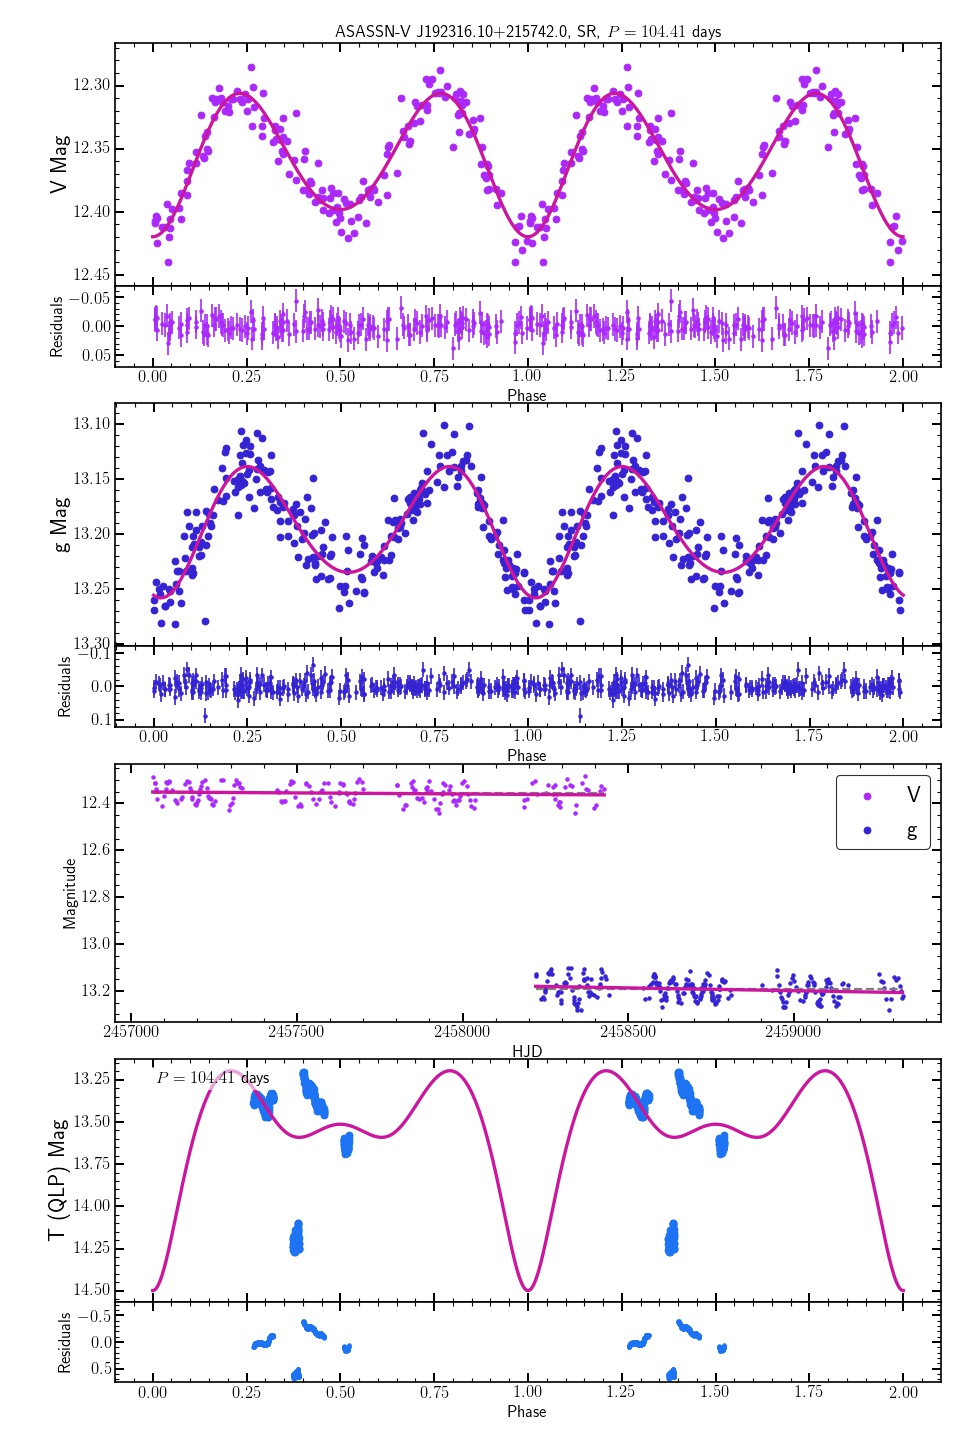 ASASSN-V J192316.10+215742.0, SR, P = 104.41 days
12.30
12.35
12.40
12.45
V Mag
−0.05
0.00
0.05
Residuals
0.00 0.25 0.50 0.75 1.00 1.25 1.50 1.75 2.00
Phase
13.10
13.15
13.20
13.25
13.30
g Mag
−0.1
0.0
0.1
Residuals
0.00 0.25 0.50 0.75 1.00 1.25 1.50 1.75 2.00
Phase
V
g
12.4
12.6
12.8
13.0
13.2
Magnitude
2457000 2457500 2458000 2458500 2459000
HJD
P = 104.41 days
13.25
13.50
13.75
14.00
14.25
14.50
T (QLP) Mag
−0.5
0.0
0.5
Residuals
0.00 0.25 0.50 0.75 1.00 1.25 1.50 1.75 2.00
Phase